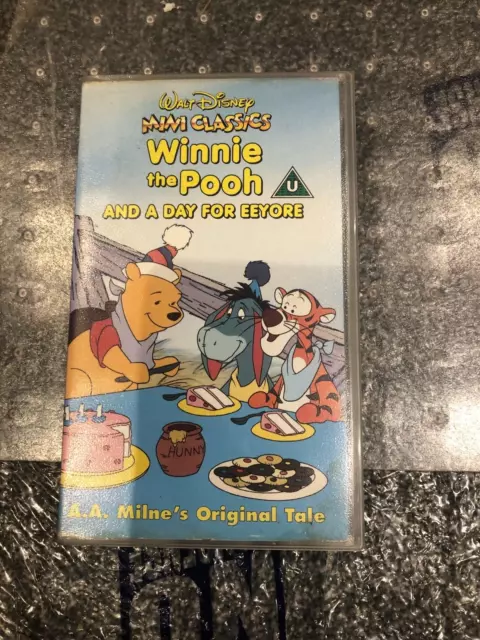 WALT DISNEY
MINI CLASSICS
Winnie
the Pooh
U
AND A DAY FOR EEYORE
HUNNY
A.A. Milne's Original Tale